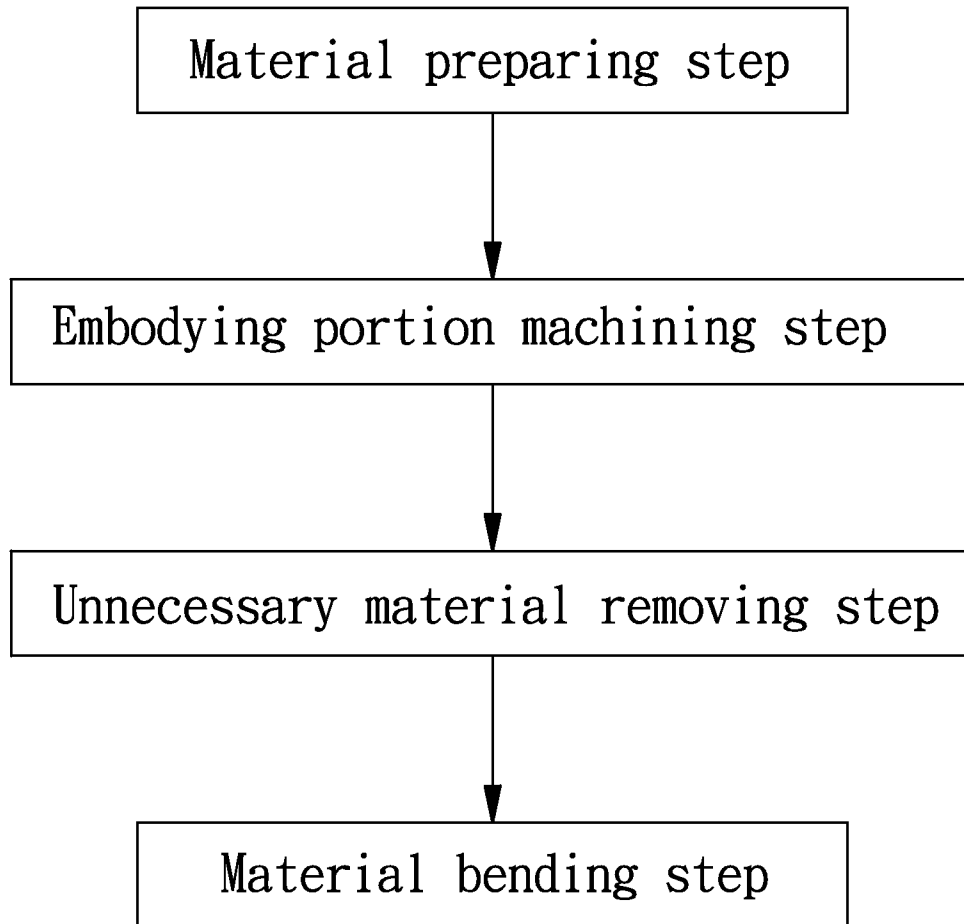 Material preparing step
Embodying portion machining step
Unnecessary material removing step
Material bending step